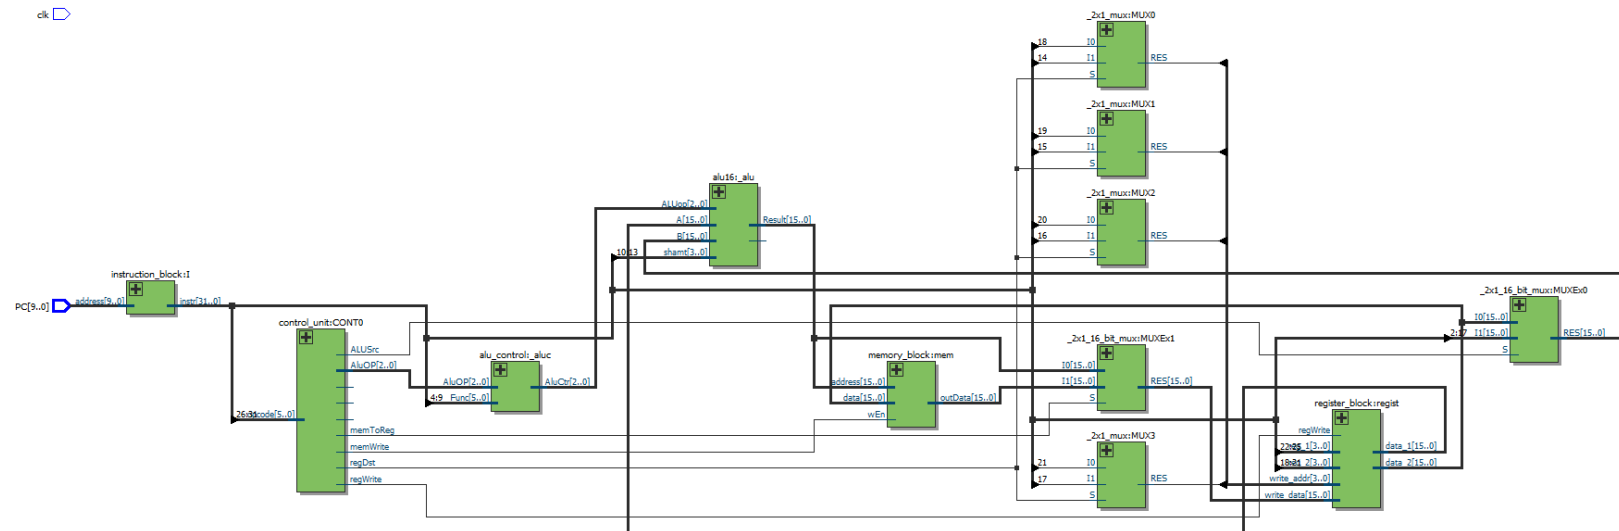 clk
PC[9..0]
instruction_block:I
address[9..0]
instr[31..0]
control_unit:CONT0
ALUSrc
AluOP[2..0]
26:31
memToReg
memWrite
regDst
regWrite
alu_control:_aluc
AluOP[2..0]
4:9
Func[5..0]
AluCtr[2..0]
alu16:_alu
ALUop[2..0]
A[15..0]
B[15..0]
10:13
shamt[3..0]
Result[15..0]
memory_block:mem
address[15..0]
data[15..0]
wEn
outData[15..0]
_2x1_mux:MUX0
18
I0
14
I1
S
RES
_2x1_mux:MUX1
19
I0
15
I1
S
RES
_2x1_mux:MUX2
20
I0
16
I1
S
RES
_2x1_16_bit_mux:MUXEx1
I0[15..0]
I1[15..0]
S
RES[15..0]
_2x1_mux:MUX3
21
I0
17
I1
S
RES
_2x1_16_bit_mux:MUXEx0
I0[15..0]
2:17
I1[15..0]
S
RES[15..0]
register_block:regist
regWrite
22:25
18:21
write_addr[3..0]
write_data[15..0]
data_1[15..0]
data_2[15..0]